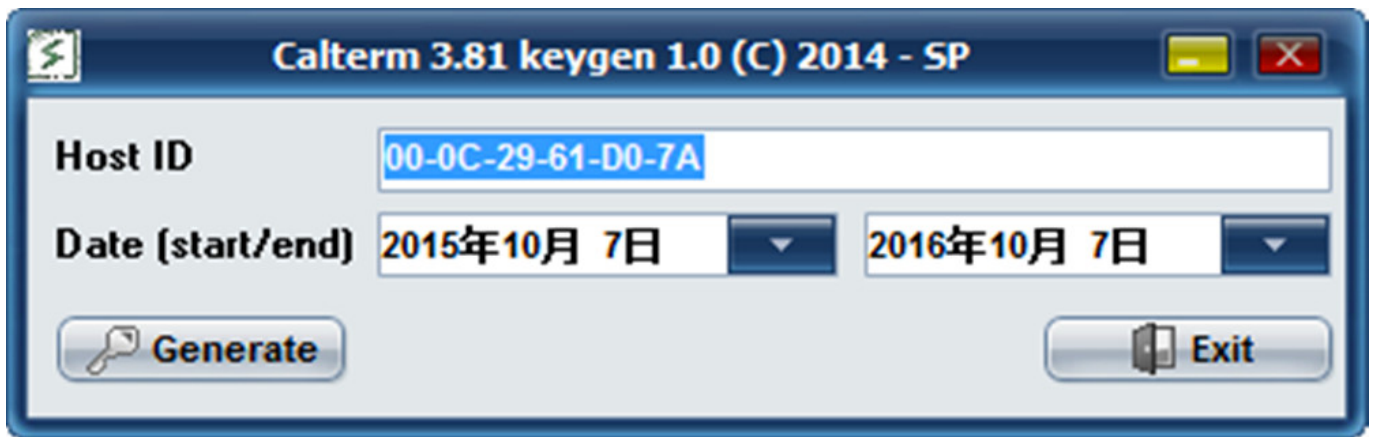 Calterm 3.81 keygen 1.0 (C) 2014 - SP
Host ID 00-0C-29-61-D0-7A
Date (start/end) 2015年10月 7日 2016年10月 7日
Generate Exit